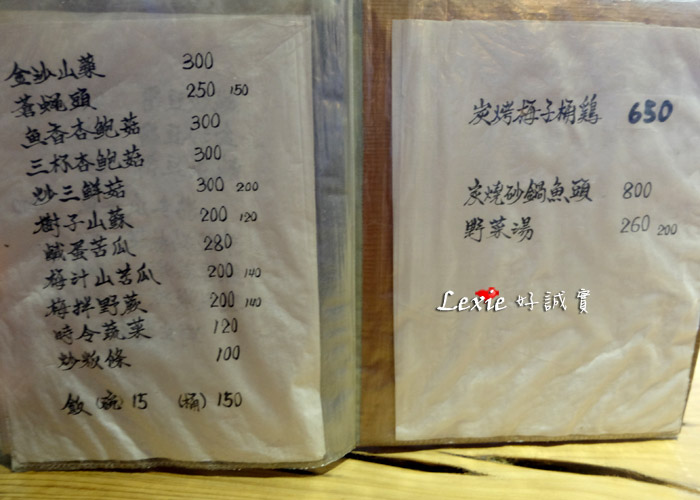 金沙山藥 300
蒼蠅頭 250 150
魚香杏鮑菇 300
三杯杏鮑菇 300
炒三鮮菇 300 200
樹子山蘇 200 120
鹹蛋苦瓜 280
梅汁山苦瓜 200 140
梅拌野蕨 200 140
時令蔬菜 120
炒粄條 100
飯(碗)15 (桶)150
炭烤梅子桶鷄 650
炭燒砂鍋魚頭 800
野菜湯 260 200
Lexie 好誠實